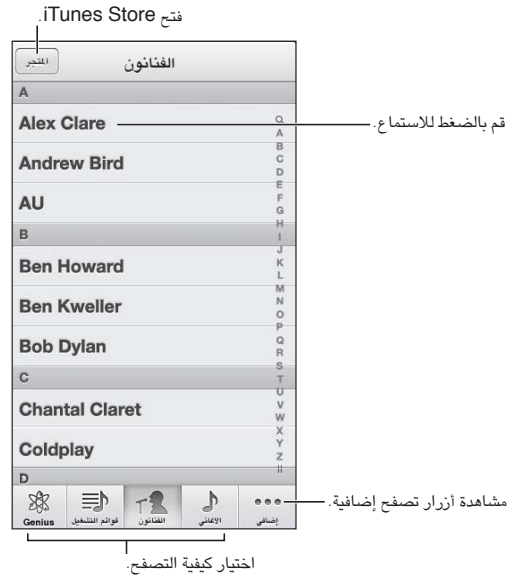 فتح iTunes Store.
المتجر
الفنانون
A
Alex Clare
قم بالضغط للاستماع.
Andrew Bird
AU
B
Ben Howard
Ben Kweller
Bob Dylan
C
Chantal Claret
Coldplay
D
Q
A
B
C
D
E
F
G
H
I
J
K
L
M
N
O
P
Q
R
S
T
U
V
W
X
Y
Z
#
مشاهدة أزرار تصفح إضافية.
Genius
قوائم التشغيل
الفنانون
الأغاني
إضافي
اختيار كيفية التصفح.